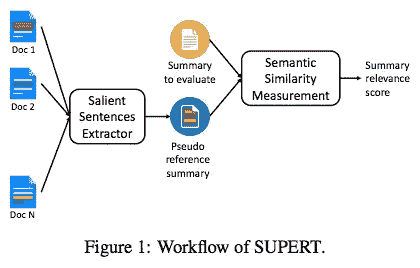 Doc 1
Doc 2
Doc N
Salient
Sentences
Extractor
Summary
to evaluate
Pseudo
reference
summary
Semantic
Similarity
Measurement
Summary
relevance
score
Figure 1: Workflow of SUPERT.